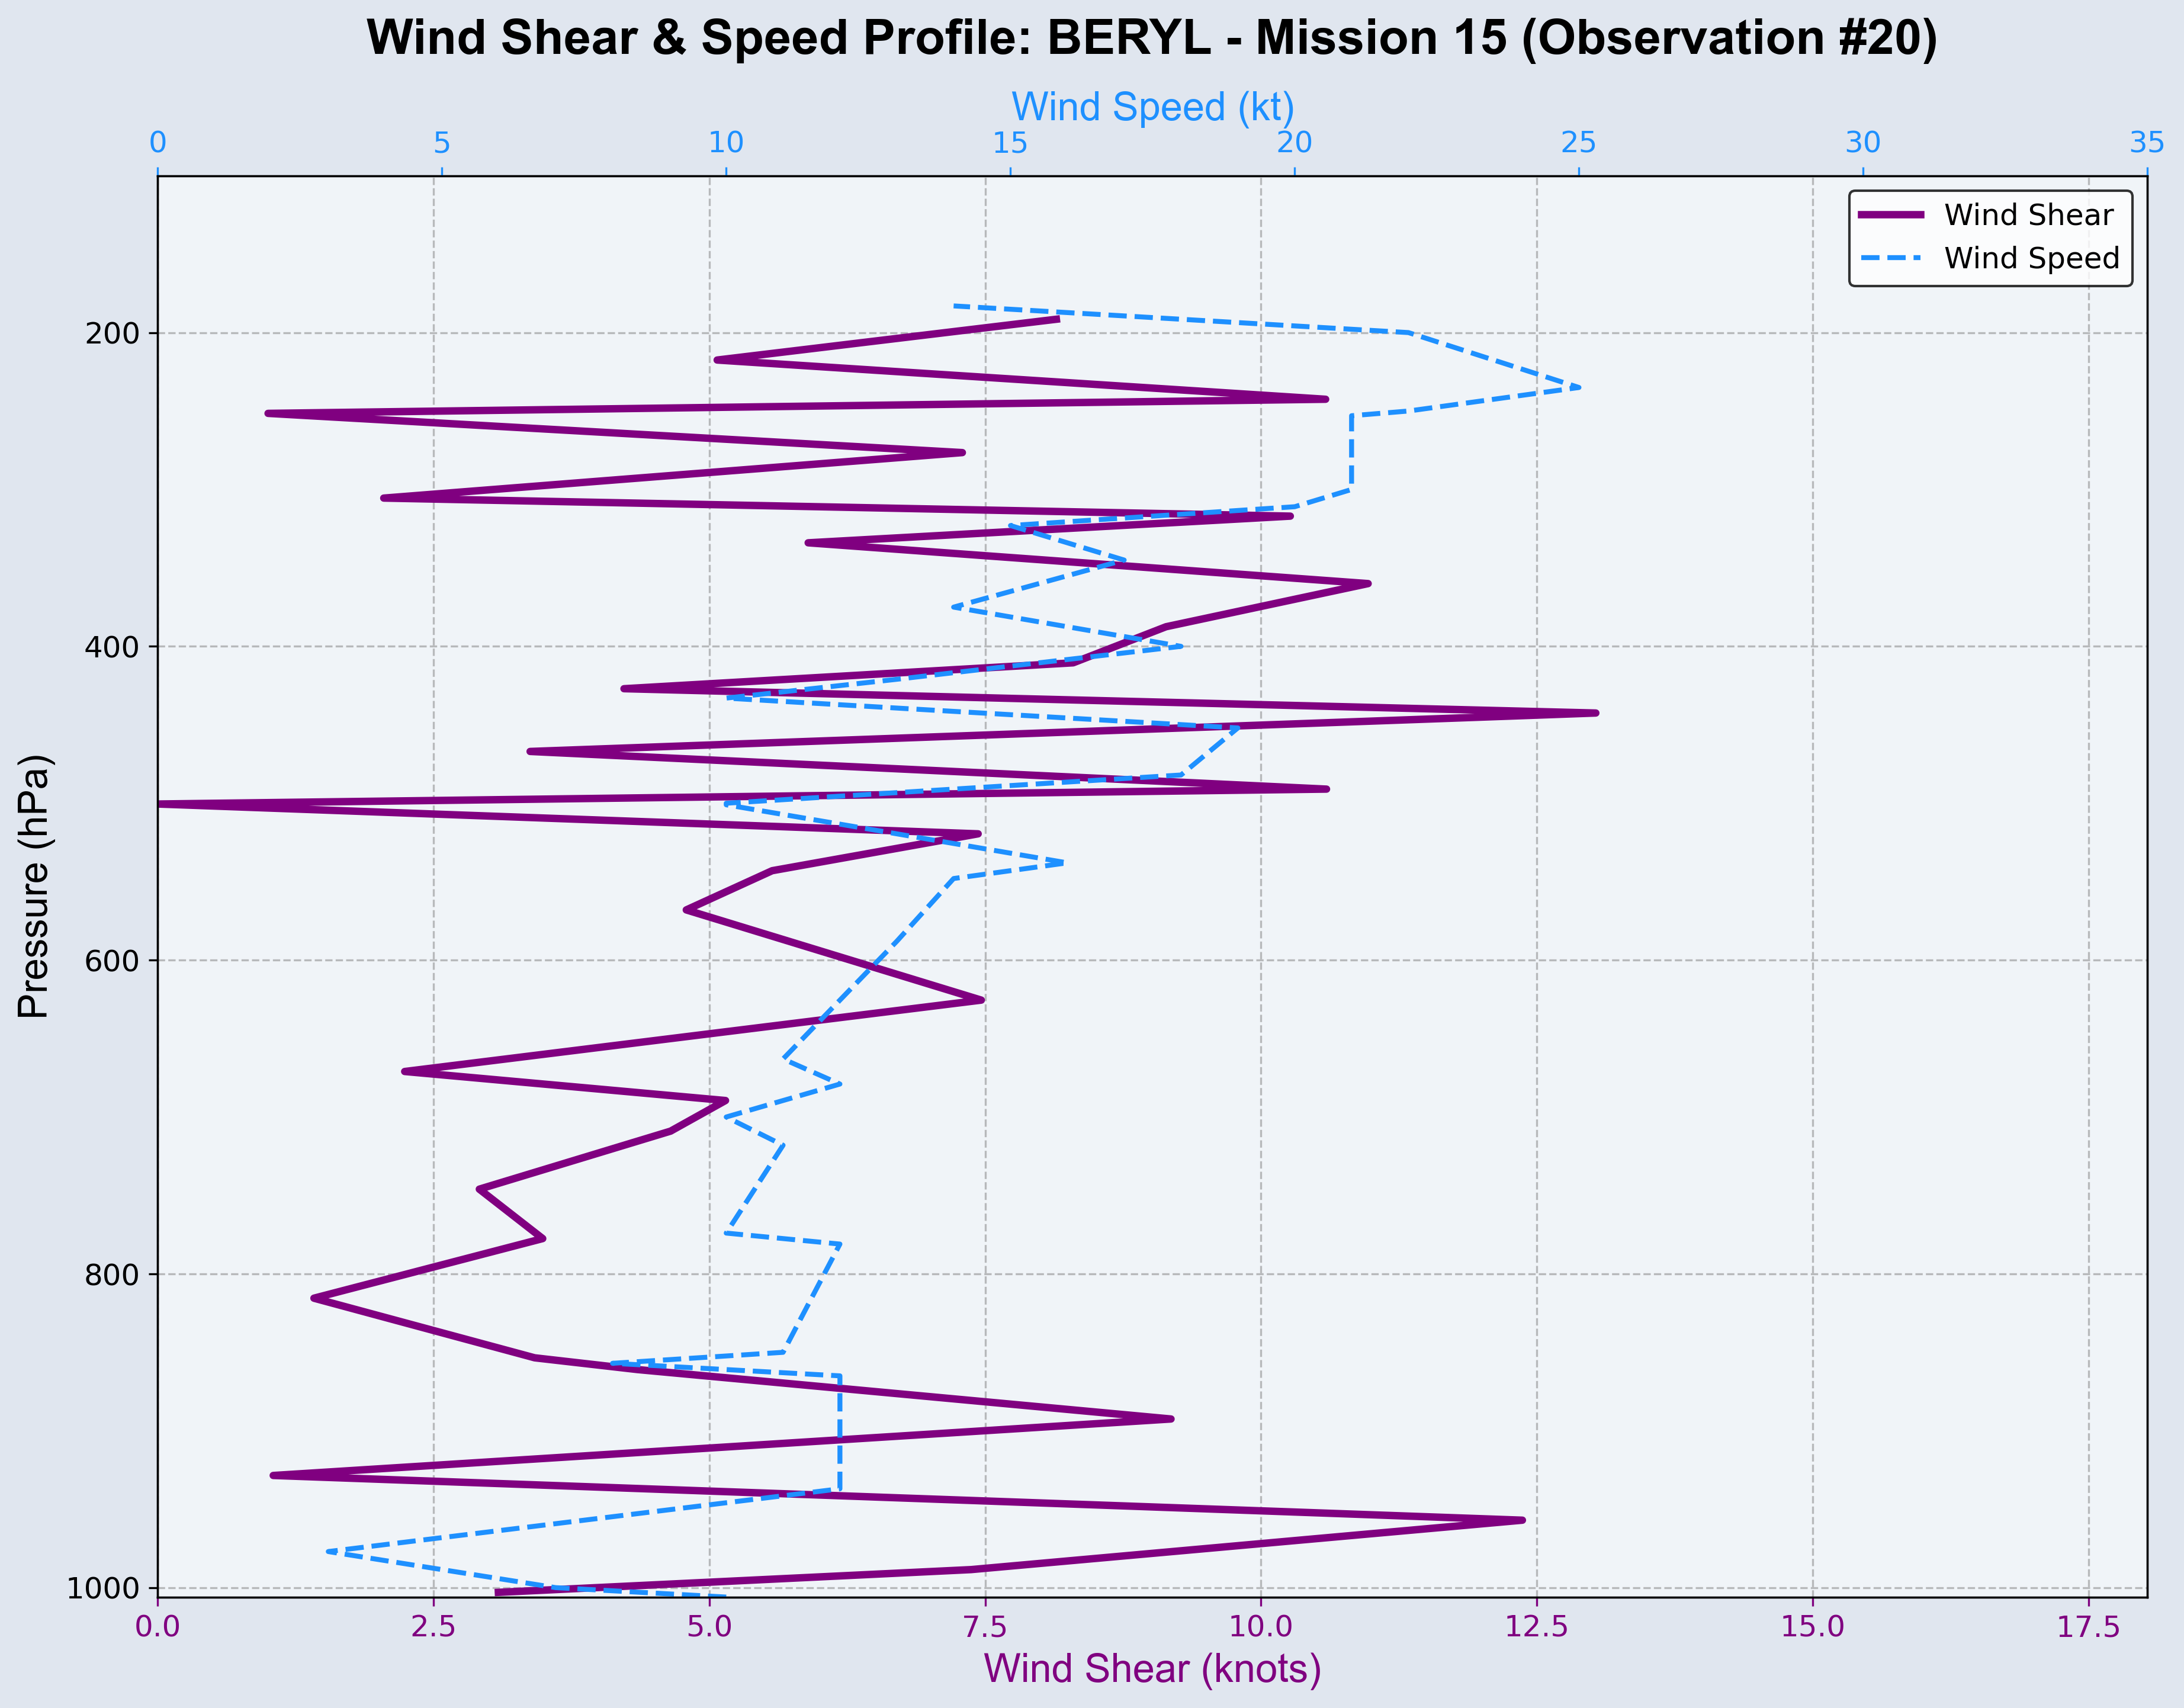 Wind Shear & Speed Profile: BERYL - Mission 15 (Observation #20)
Wind Speed (kt)
0 5 10 15 20 25 30 35
Wind Shear
Wind Speed
200
400
600
800
1000
Pressure (hPa)
0.0 2.5 5.0 7.5 10.0 12.5 15.0 17.5
Wind Shear (knots)